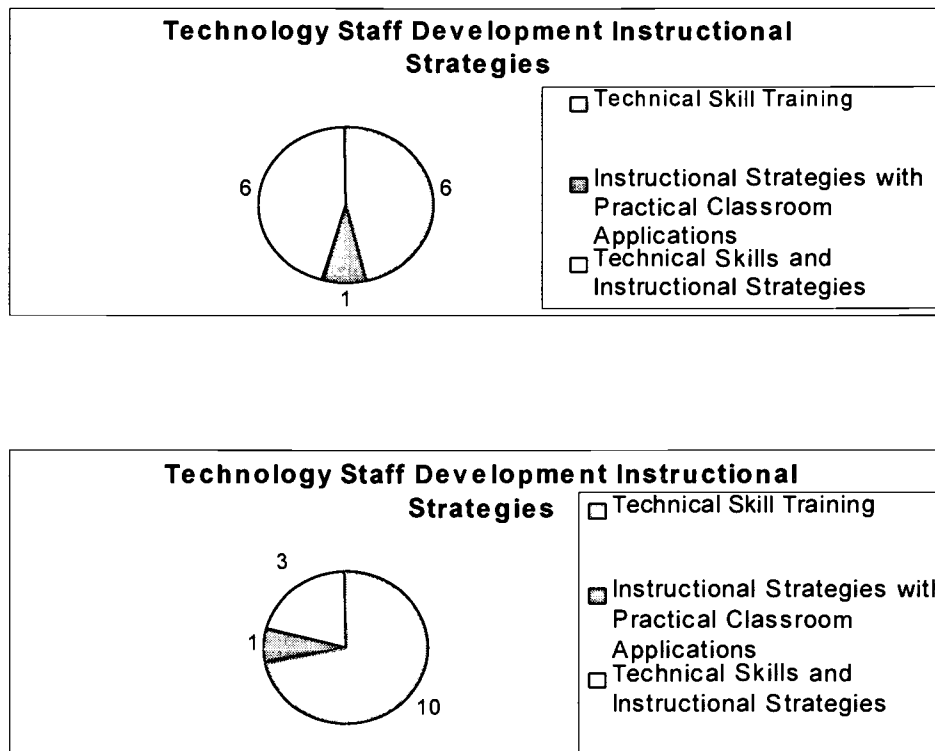 Technology Staff Development Instructional
Strategies
Technical Skill Training
6
6
Instructional Strategies with
Practical Classroom
Applications
Technical Skills and
Instructional Strategies
1
Technology Staff Development Instructional
Strategies
Technical Skill Training
3
Instructional Strategies with
Practical Classroom
Applications
1
Technical Skills and
Instructional Strategies
10